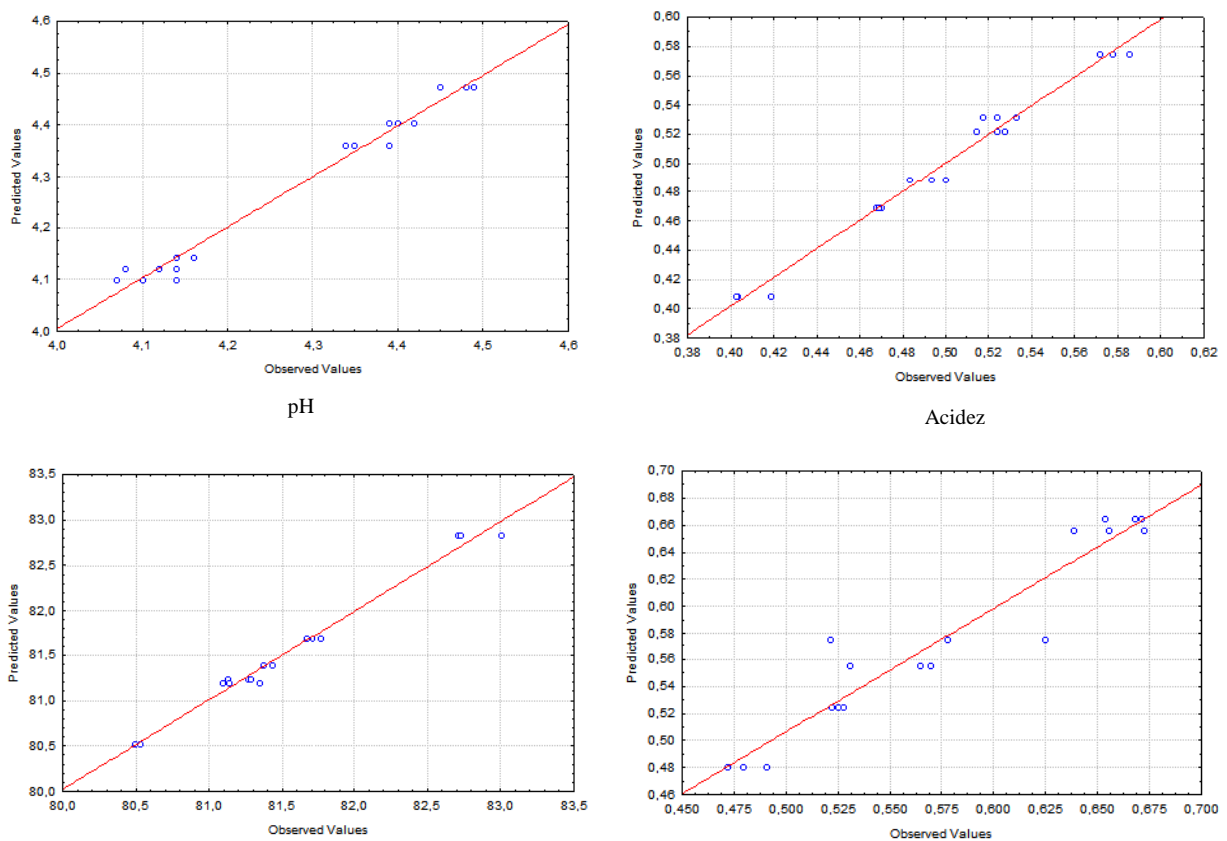 4,6
4,5
4,4
4,3
4,2
4,1
4,0
Predicted Values
4,0 4,1 4,2 4,3 4,4 4,5 4,6
Observed Values
pH
0,60
0,58
0,56
0,54
0,52
0,50
0,48
0,46
0,44
0,42
0,40
0,38
Predicted Values
0,38 0,40 0,42 0,44 0,46 0,48 0,50 0,52 0,54 0,56 0,58 0,60 0,62
Observed Values
Acidez
83,5
83,0
82,5
82,0
81,5
81,0
80,5
80,0
Predicted Values
80,0 80,5 81,0 81,5 82,0 82,5 83,0 83,5
Observed Values
0,70
0,68
0,66
0,64
0,62
0,60
0,58
0,56
0,54
0,52
0,50
0,48
0,46
Predicted Values
0,450 0,475 0,500 0,525 0,550 0,575 0,600 0,625 0,650 0,675 0,700
Observed Values